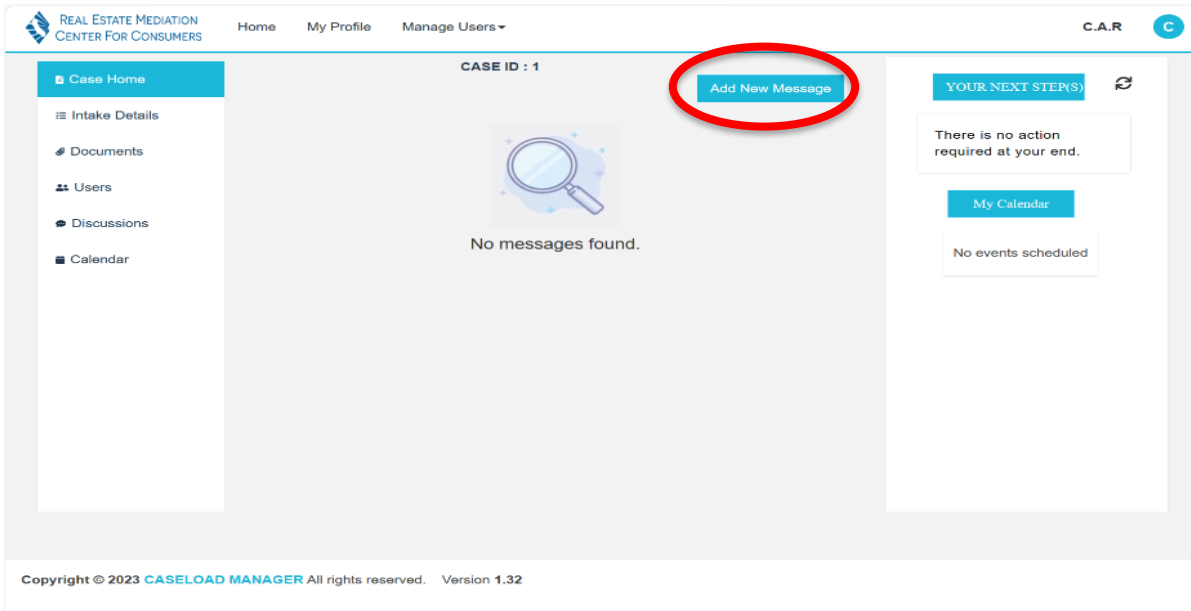 REAL ESTATE MEDIATION
CENTER FOR CONSUMERS
Home
My Profile
Manage Users
C.A.R
C
Case Home
Intake Details
Documents
Users
Discussions
Calendar
CASE ID : 1
Add New Message
No messages found.
YOUR NEXT STEP(S)
There is no action
required at your end.
My Calendar
No events scheduled
Copyright © 2023 CASELOAD MANAGER All rights reserved. Version 1.32